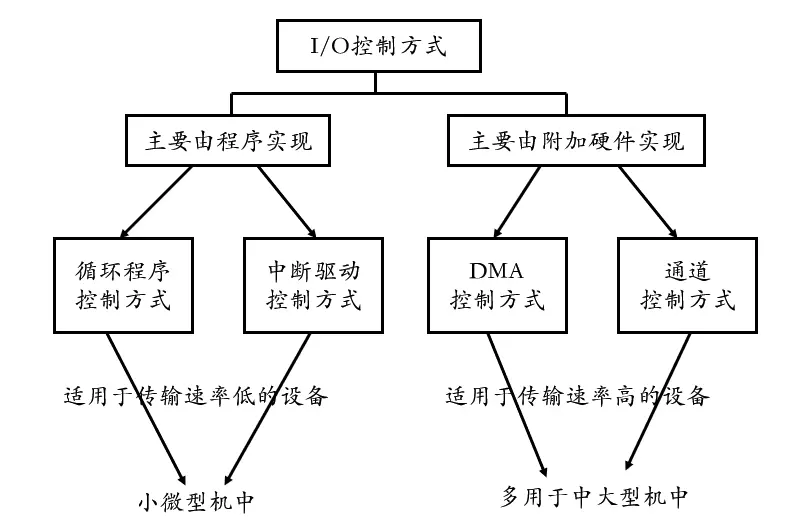 I/O控制方式
主要由程序实现
主要由附加硬件实现
循环程序
控制方式
中断驱动
控制方式
DMA
控制方式
通道
控制方式
适用于传输速率低的设备
适用于传输速率高的设备
小微型机中
多用于中大型机中